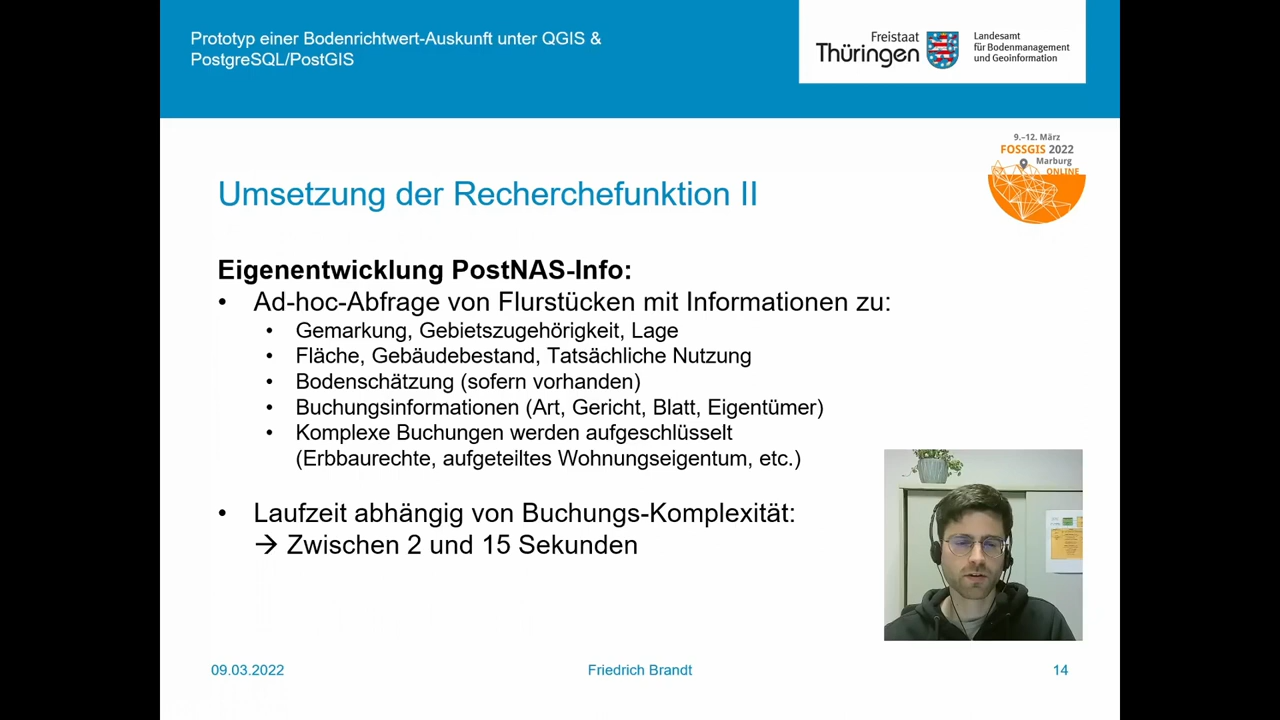 Prototyp einer Bodenrichtwert-Auskunft unter QGIS &
PostgreSQL/PostGIS
Freistaat
Thüringen
Landesamt
für Bodenmanagement
und Geoinformation
9.–12. März
FOSSGIS 2022
Marburg
ONLINE
Umsetzung der Recherchefunktion II
Eigenentwicklung PostNAS-Info:
• Ad-hoc-Abfrage von Flurstücken mit Informationen zu:
• Gemarkung, Gebietszugehörigkeit, Lage
• Fläche, Gebäudebestand, Tatsächliche Nutzung
• Bodenschätzung (sofern vorhanden)
• Buchungsinformationen (Art, Gericht, Blatt, Eigentümer)
• Komplexe Buchungen werden aufgeschlüsselt
(Erbbaurechte, aufgeteiltes Wohnungseigentum, etc.)
• Laufzeit abhängig von Buchungs-Komplexität:
→ Zwischen 2 und 15 Sekunden
09.03.2022
Friedrich Brandt
14